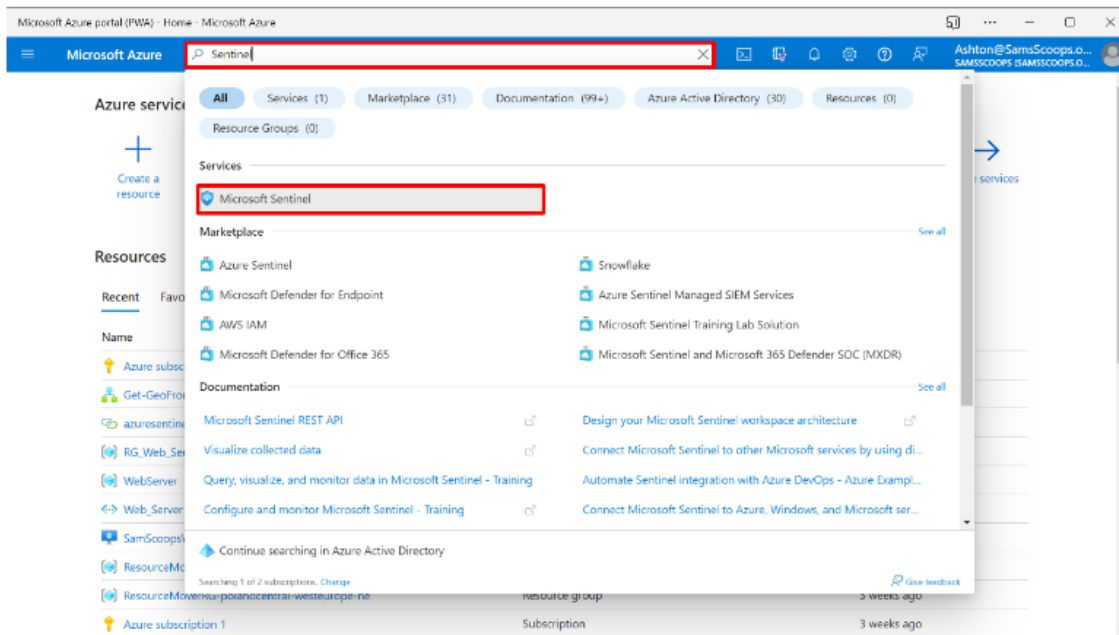 Microsoft Azure portal (PWA) - Home - Microsoft Azure
Microsoft Azure
Sentinel
Ashton@SamsScoops.o...
SAMSSCOOPS (SAMSSCOOPS.O...
Azure service
All Services (1) Marketplace (31) Documentation (99+) Azure Active Directory (30) Resources (0)
Resource Groups (0)
Create a
resource
services
Services
Microsoft Sentinel
Marketplace See all
Azure Sentinel Snowflake
Microsoft Defender for Endpoint Azure Sentinel Managed SIEM Services
AWS IAM Microsoft Sentinel Training Lab Solution
Microsoft Defender for Office 365 Microsoft Sentinel and Microsoft 365 Defender SOC (MXDR)
Documentation See all
Microsoft Sentinel REST API Design your Microsoft Sentinel workspace architecture
Visualize collected data Connect Microsoft Sentinel to other Microsoft services by using di...
Query, visualize, and monitor data in Microsoft Sentinel - Training Automate Sentinel integration with Azure DevOps - Azure Exampl...
Configure and monitor Microsoft Sentinel - Training Connect Microsoft Sentinel to Azure, Windows, and Microsoft ser...
Continue searching in Azure Active Directory
Searching 1 of 2 subscriptions. Change Give feedback
Resources
Recent Favo
Name
Azure subsc
Get-GeoFro
azuresentine
RG_Web_Ser
WebServer
Web_Server
SamScoops
ResourceMo
ResourceMoverRG-polandcentral-westeurope-ne Resource group 3 weeks ago
Azure subscription 1 Subscription 3 weeks ago